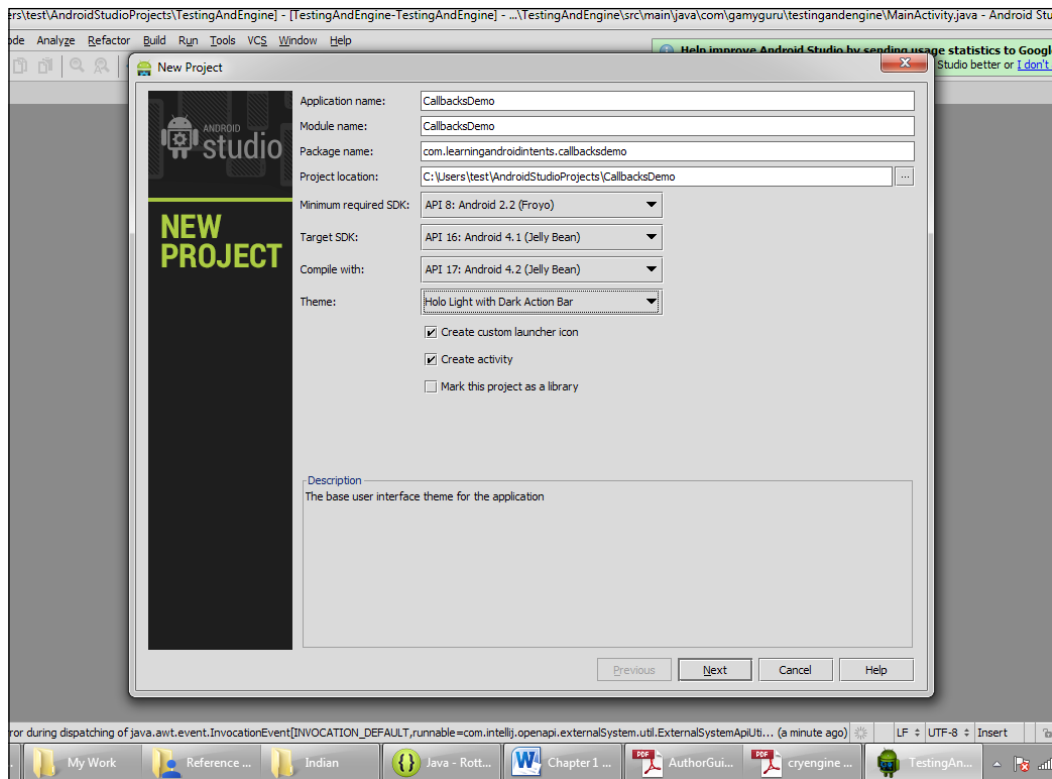 ers\test\AndroidStudioProjects\TestingAndEngine] - [TestingAndEngine-TestingAndEngine] - ...\TestingAndEngine\src\main\java\com\gamyguru\testingandengine\MainActivity.java - Android Stu
ode Analyze Refactor Build Run Tools VCS Window Help
Help improve Android Studio by sending usage statistics to Googl
Studio better or I don't
New Project
ANDROID
studio
NEW
PROJECT
Application name: CallbacksDemo
Module name: CallbacksDemo
Package name: com.learningandroidintents.callbacksdemo
Project location: C:\Users\test\AndroidStudioProjects\CallbacksDemo ...
Minimum required SDK: API 8: Android 2.2 (Froyo)
Target SDK: API 16: Android 4.1 (Jelly Bean)
Compile with: API 17: Android 4.2 (Jelly Bean)
Theme: Holo Light with Dark Action Bar
Create custom launcher icon
Create activity
Mark this project as a library
Description
The base user interface theme for the application
Previous Next Cancel Help
ror during dispatching of java.awt.event.InvocationEvent[INVOCATION_DEFAULT,runnable=com.intellij.openapi.externalSystem.util.ExternalSystemApiUti... (a minute ago) LF UTF-8 Insert
My Work Reference ... Indian Java - Rott... Chapter 1 ... AuthorGui... cryengine ... TestingAn...